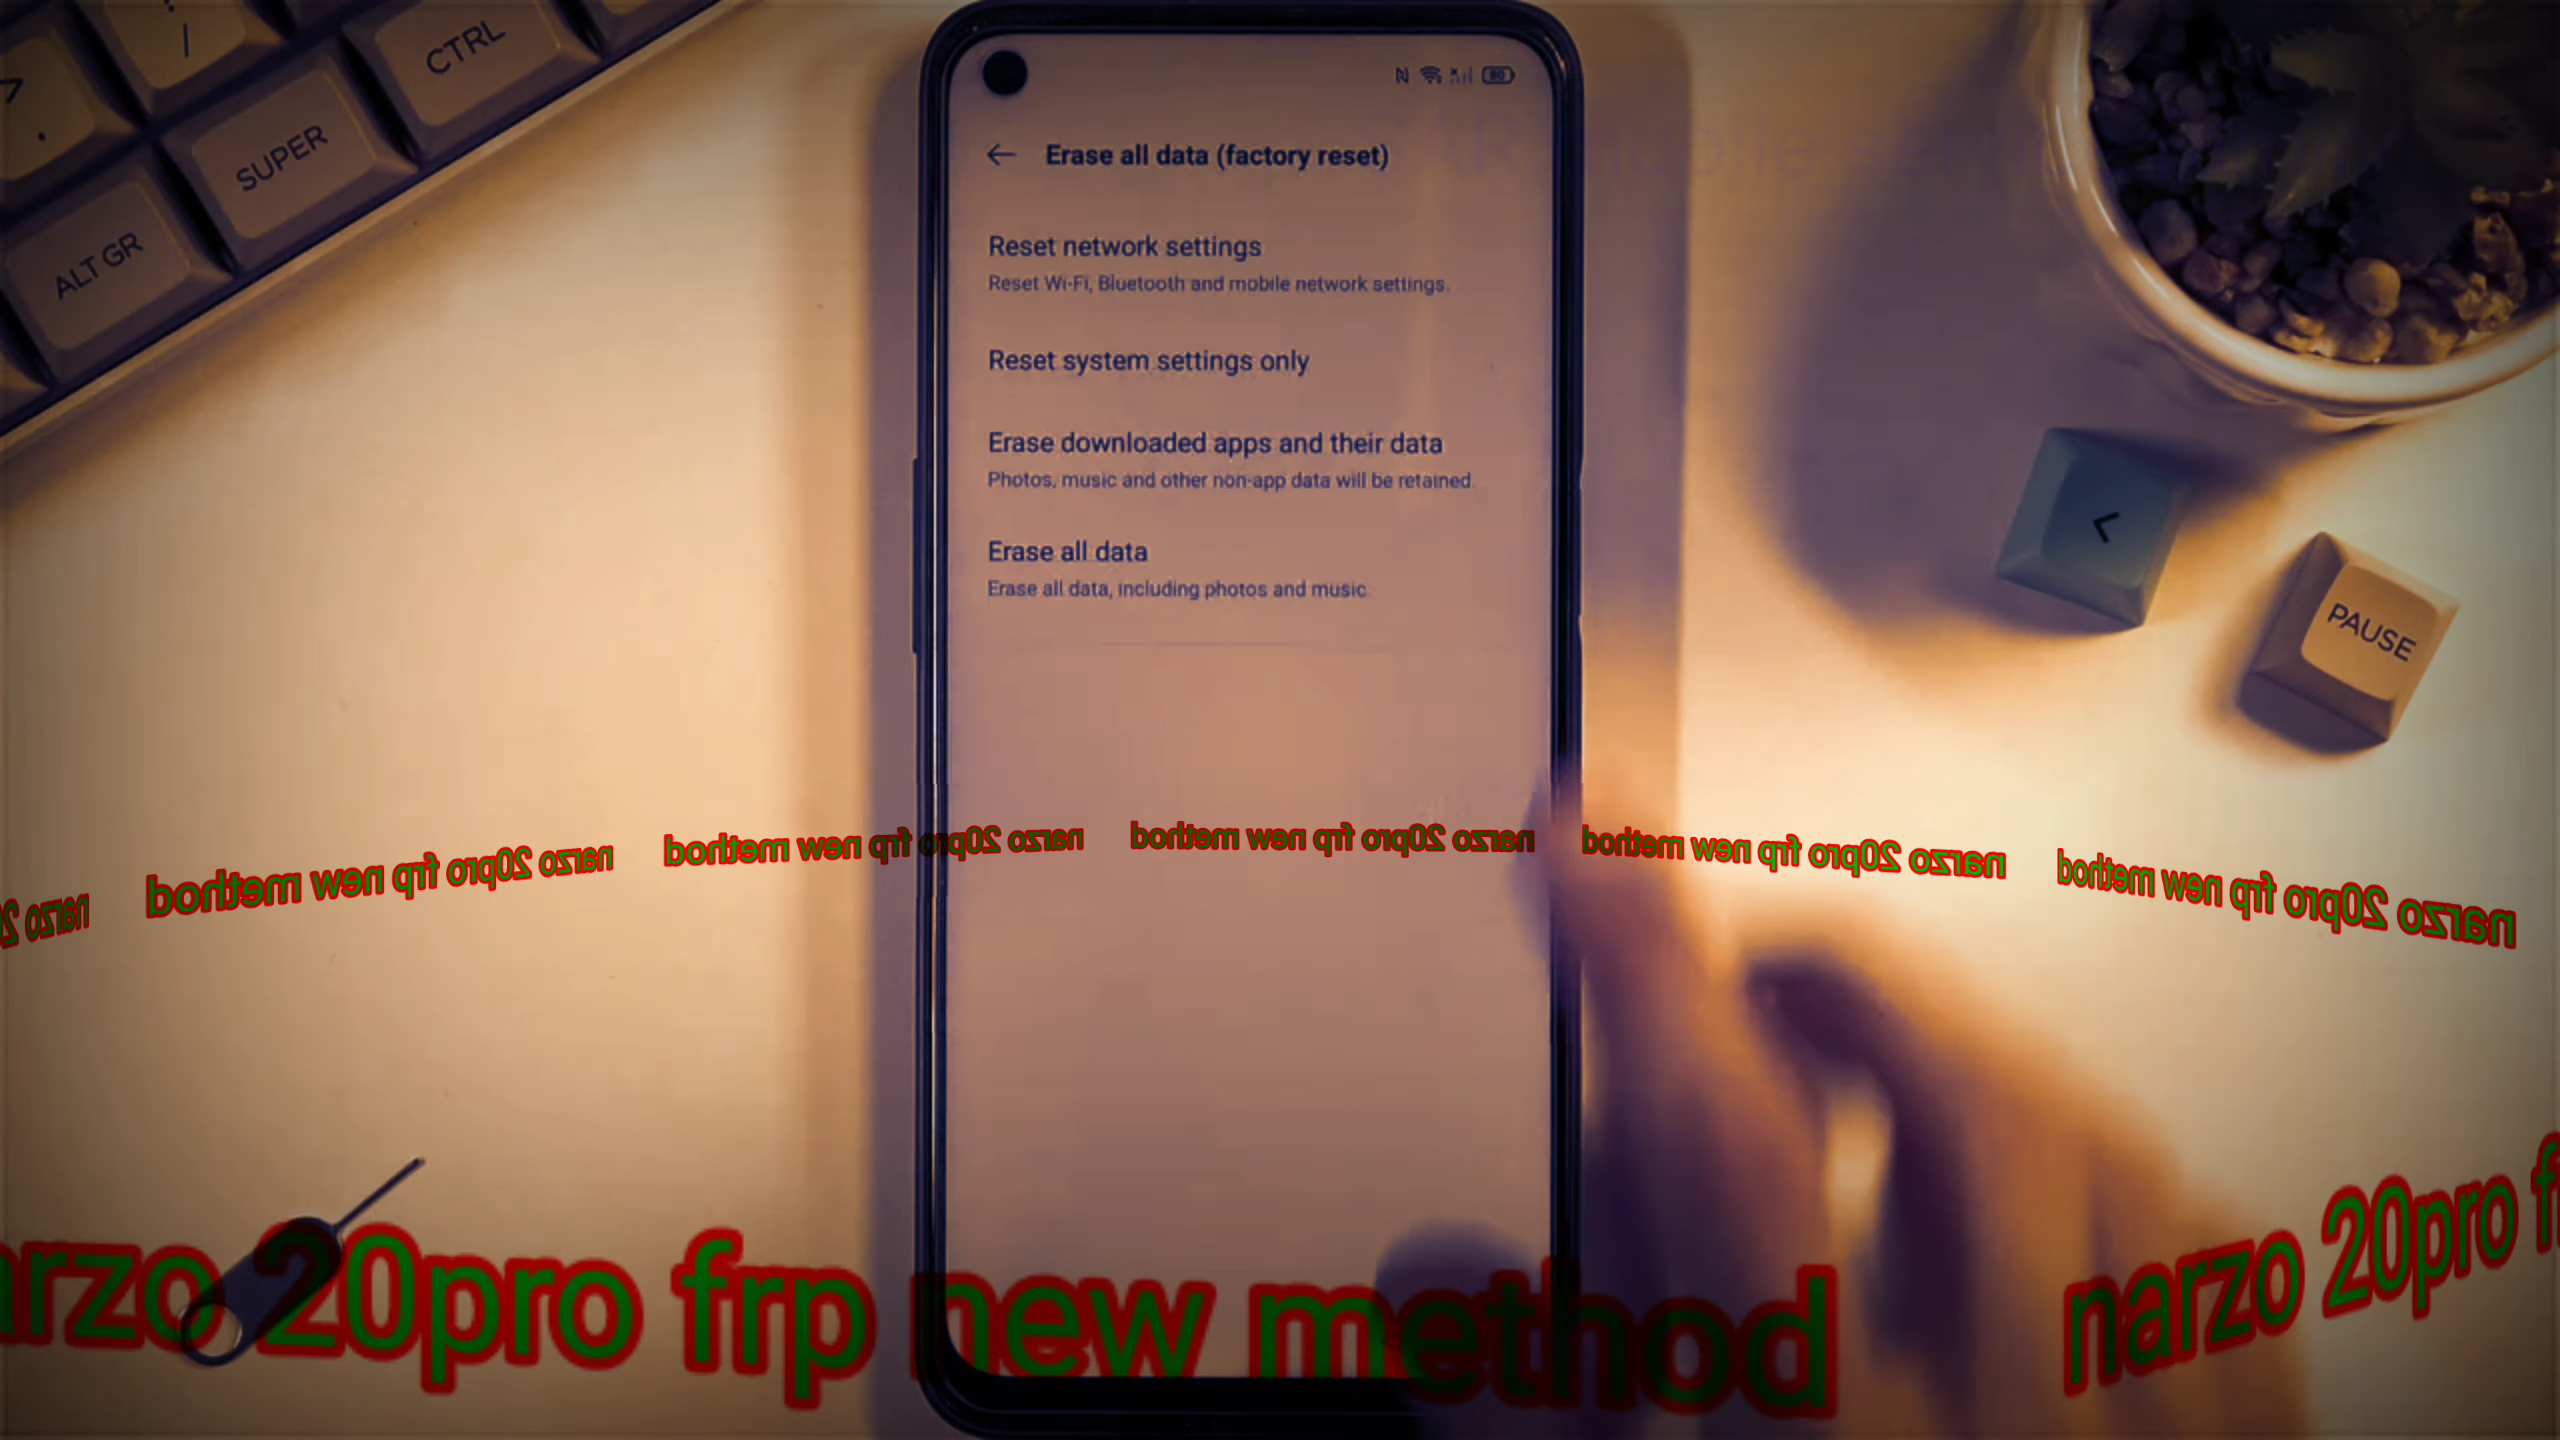 CTRL
SUPER
ALT GR
80
Erase all data (factory reset)
Reset network settings
Reset Wi-Fi, Bluetooth and mobile network settings.
Reset system settings only
Erase downloaded apps and their data
Photos, music and other non-app data will be retained.
Erase all data
Erase all data, including photos and music.
<
PAUSE
narzo 2
narzo 20pro frp new method
narzo 20pro frp new method
narzo 20pro frp new method
narzo 20pro frp new method
narzo 20pro frp new method
arzo 20pro frp new method
narzo 20pro f